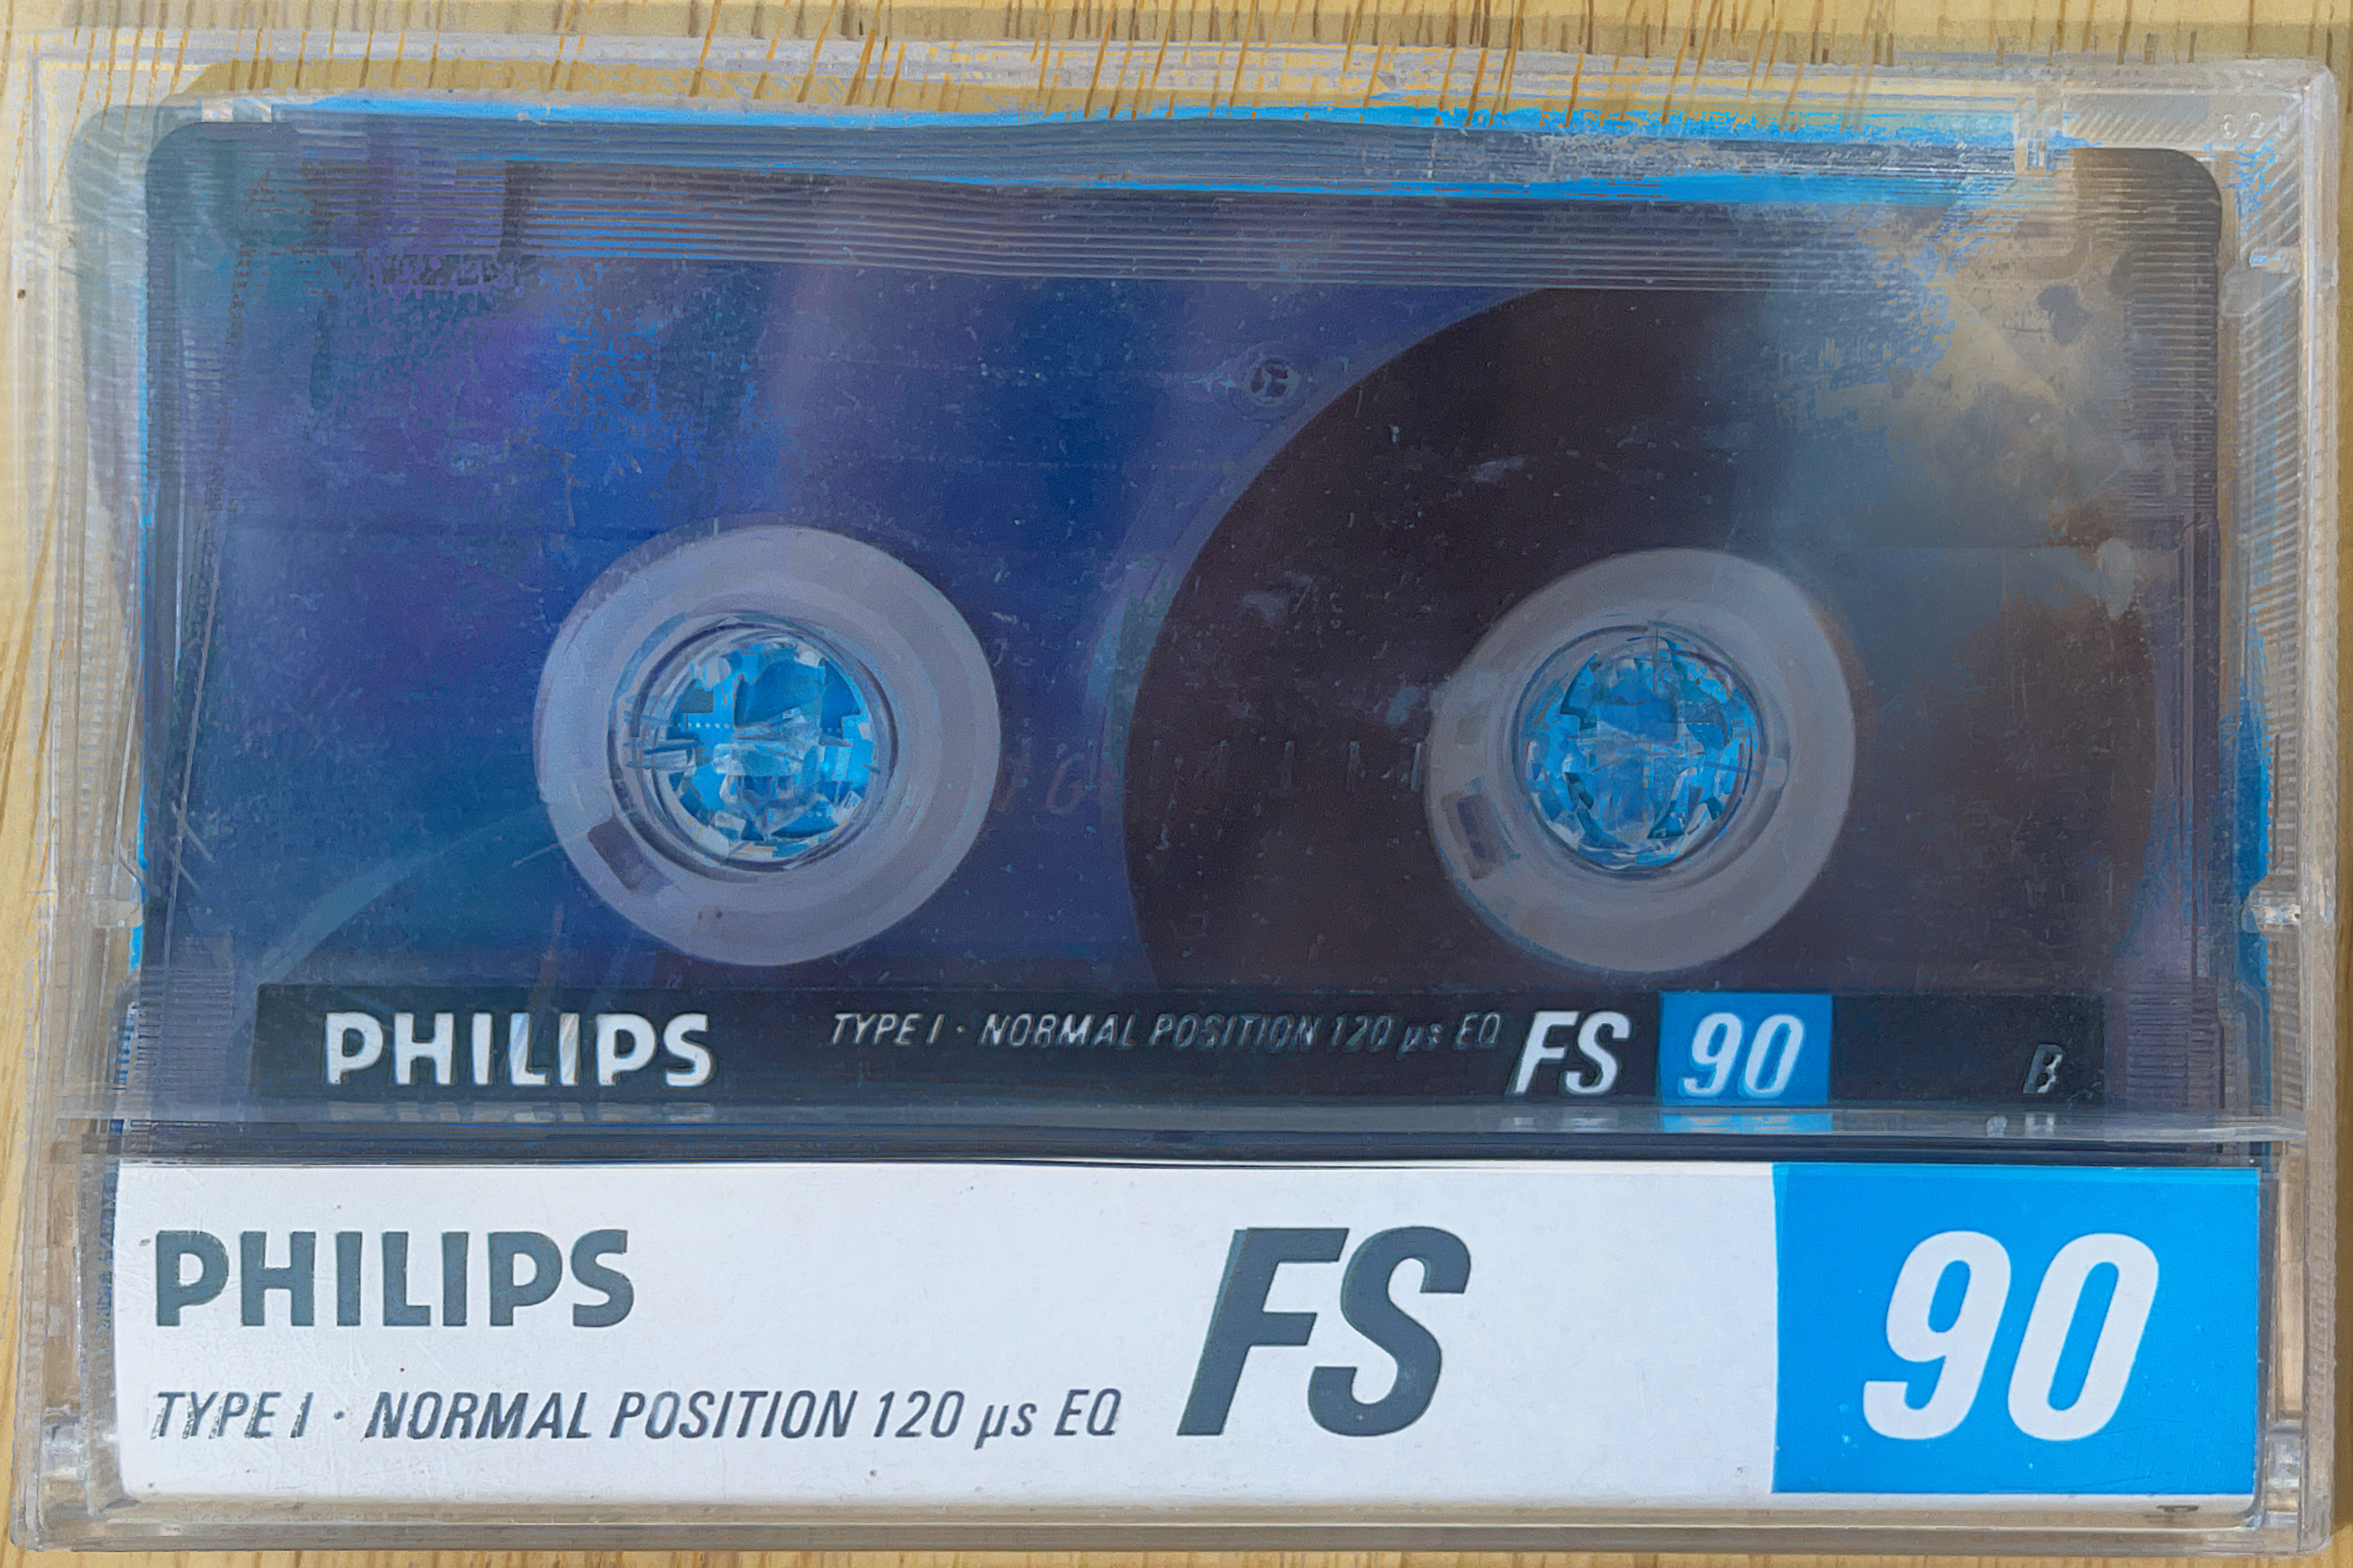 PHILIPS TYPE I · NORMAL POSITION 120 µs EQ FS 90 B
PHILIPS FS 90
TYPE I · NORMAL POSITION 120 µs EQ